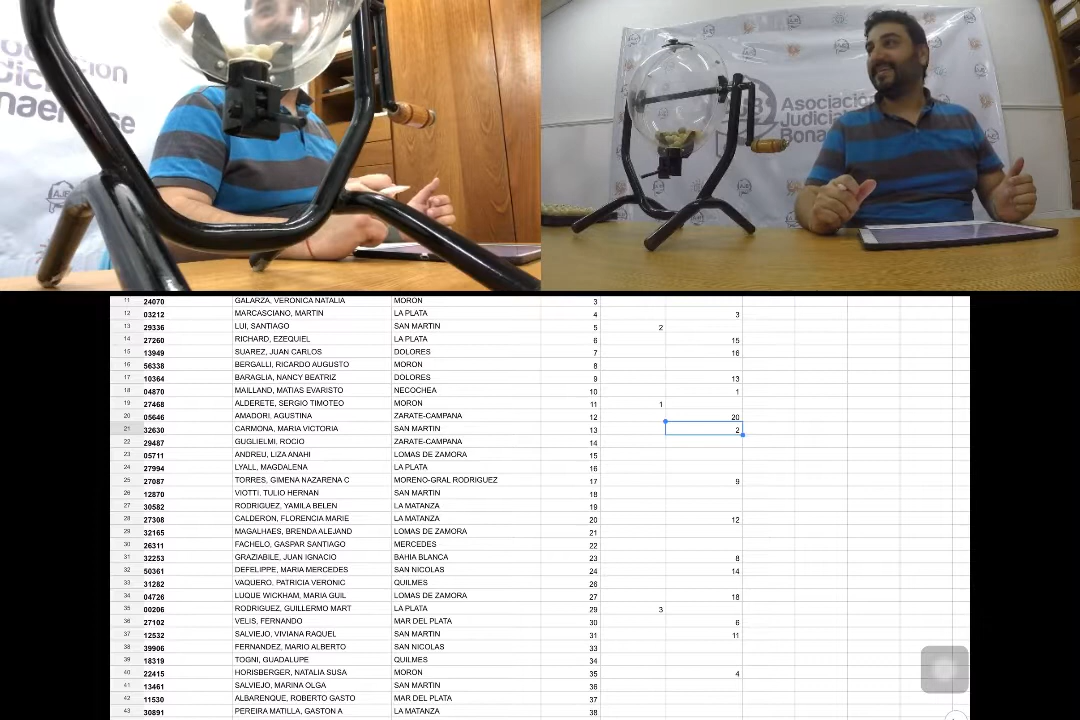 AJB
Asociación
Judicial
Bonaerense
11 24070 GALARZA, VERONICA NATALIA MORON 3
12 03212 MARCASCIANO, MARTIN LA PLATA 4 3
13 29336 LUI, SANTIAGO SAN MARTIN 5 2
14 27260 RICHARD, EZEQUIEL LA PLATA 6 15
15 13949 SUAREZ, JUAN CARLOS DOLORES 7 16
16 56338 BERGALLI, RICARDO AUGUSTO MORON 8
17 10364 BARAGLIA, NANCY BEATRIZ DOLORES 9 13
18 04870 MAILLAND, MATIAS EVARISTO NECOCHEA 10 1
19 27468 ALDERETE, SERGIO TIMOTEO MORON 11 1
20 05646 AMADORI, AGUSTINA ZARATE-CAMPANA 12 20
21 32630 CARMONA, MARIA VICTORIA SAN MARTIN 13 2
22 29487 GUGLIELMI, ROCIO ZARATE-CAMPANA 14
23 05711 ANDREU, LIZA ANAHI LOMAS DE ZAMORA 15
24 27994 LYALL, MAGDALENA LA PLATA 16
25 27087 TORRES, GIMENA NAZARENA C MORENO-GRAL RODRIGUEZ 17 9
26 12870 VIOTTI, TULIO HERNAN SAN MARTIN 18
27 30582 RODRIGUEZ, YAMILA BELEN LA MATANZA 19
28 27308 CALDERON, FLORENCIA MARIE LA MATANZA 20 12
29 32165 MAGALHAES, BRENDA ALEJAND LOMAS DE ZAMORA 21
30 26311 FACHELO, GASPAR SANTIAGO MERCEDES 22
31 32253 GRAZIABILE, JUAN IGNACIO BAHIA BLANCA 23 8
32 50361 DEFELIPPE, MARIA MERCEDES SAN NICOLAS 24 14
33 31282 VAQUERO, PATRICIA VERONIC QUILMES 26
34 04726 LUQUE WICKHAM, MARIA GUIL LOMAS DE ZAMORA 27 18
35 00206 RODRIGUEZ, GUILLERMO MART LA PLATA 29 3
36 27102 VELIS, FERNANDO MAR DEL PLATA 30 6
37 12532 SALVIEJO, VIVIANA RAQUEL SAN MARTIN 31 11
38 39906 FERNANDEZ, MARIO ALBERTO SAN NICOLAS 33
39 18319 TOGNI, GUADALUPE QUILMES 34
40 22415 HORISBERGER, NATALIA SUSA MORON 35 4
41 13461 SALVIEJO, MARINA OLGA SAN MARTIN 36
42 11530 ALBARENQUE, ROBERTO GASTO MAR DEL PLATA 37
43 30891 PEREIRA MATILLA, GASTON A LA MATANZA 38